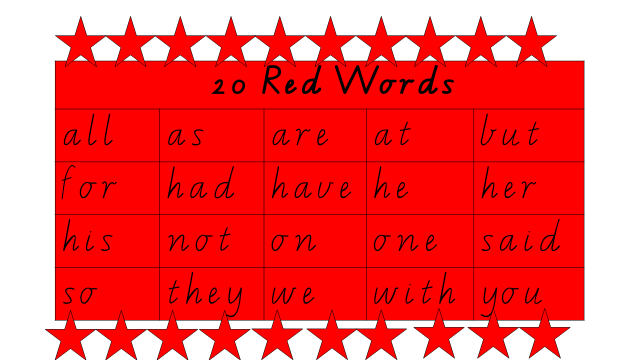 20 Red Words
all as are at but
for had have he her
his not on one said
so they we with you